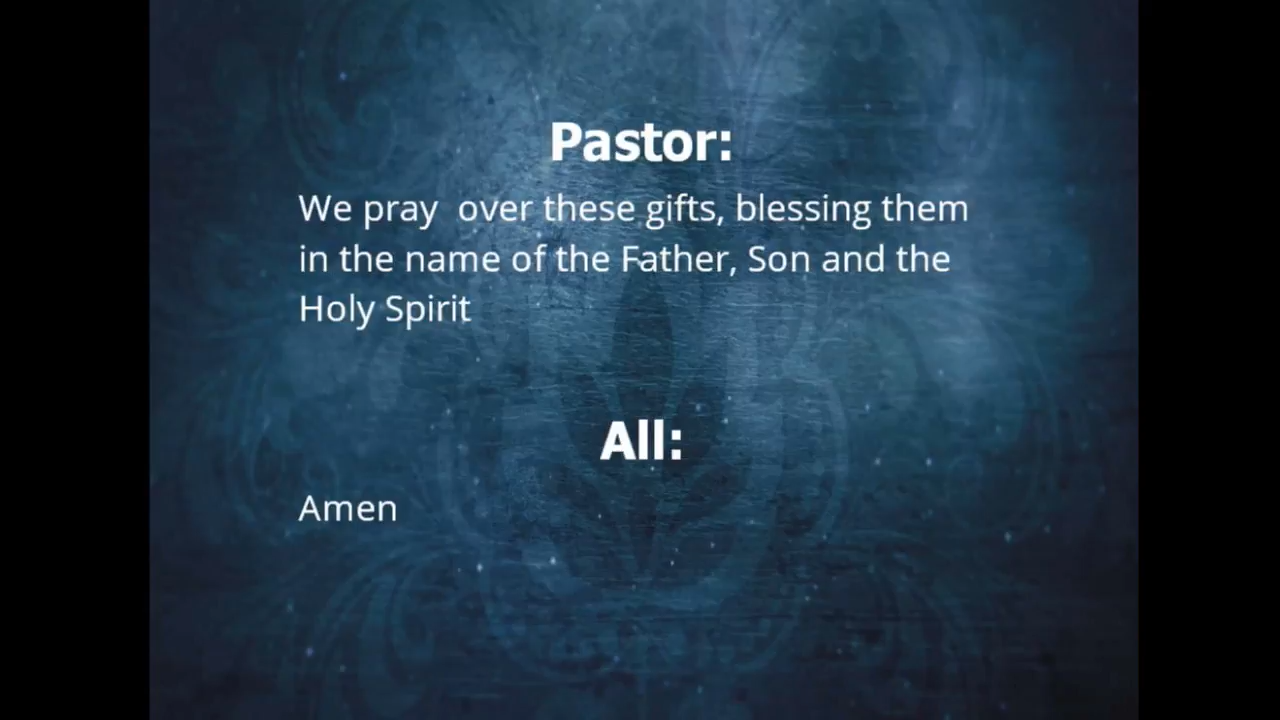 Pastor:
We pray  over these gifts, blessing them
in the name of the Father, Son and the
Holy Spirit
All:
Amen